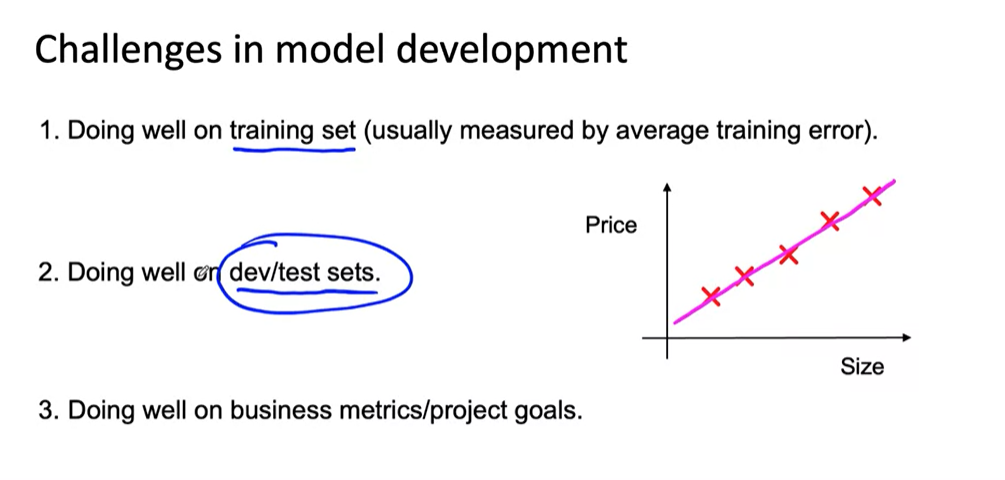 Challenges in model development
1. Doing well on training set (usually measured by average training error).
Price
2. Doing well on dev/test sets.
Size
3. Doing well on business metrics/project goals.